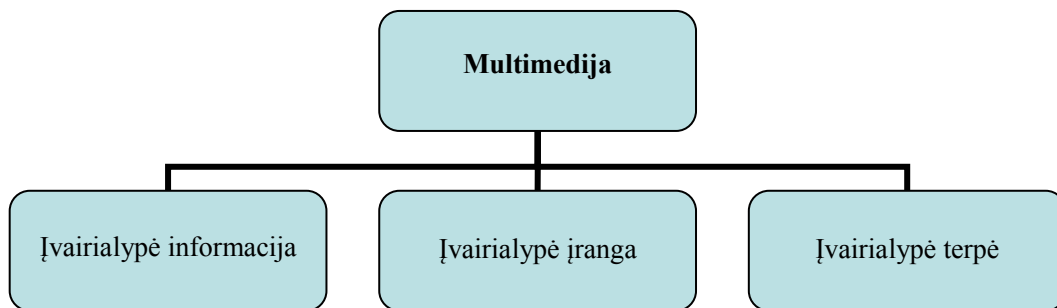 Multimedija
Įvairialypė informacija
Įvairialypė įranga
Įvairialypė terpė